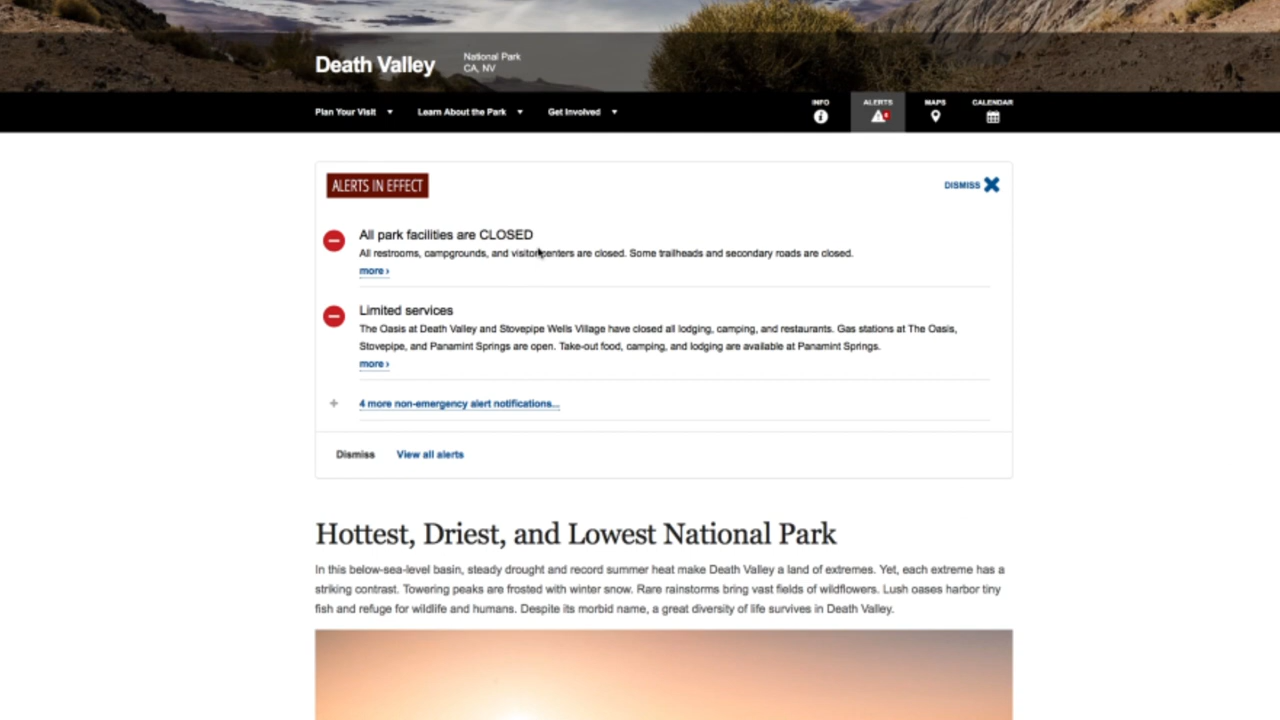 Death Valley
National Park
CA, NV
Plan Your Visit
Learn About the Park
Get Involved
INFO
ALERTS
MAPS
CALENDAR
ALERTS IN EFFECT
DISMISS
All park facilities are CLOSED
All restrooms, campgrounds, and visitor centers are closed. Some trailheads and secondary roads are closed.
more ›
Limited services
The Oasis at Death Valley and Stovepipe Wells Village have closed all lodging, camping, and restaurants. Gas stations at The Oasis,
Stovepipe, and Panamint Springs are open. Take-out food, camping, and lodging are available at Panamint Springs.
more ›
4 more non-emergency alert notifications...
Dismiss
View all alerts
Hottest, Driest, and Lowest National Park
In this below-sea-level basin, steady drought and record summer heat make Death Valley a land of extremes. Yet, each extreme has a
striking contrast. Towering peaks are frosted with winter snow. Rare rainstorms bring vast fields of wildflowers. Lush oases harbor tiny
fish and refuge for wildlife and humans. Despite its morbid name, a great diversity of life survives in Death Valley.